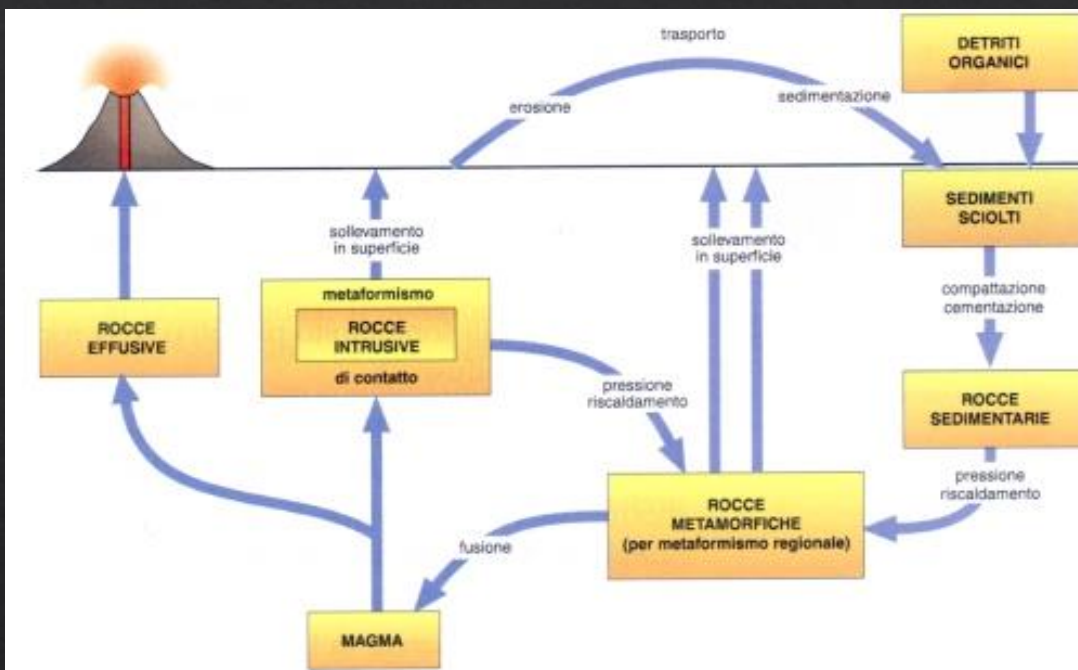 trasporto
DETRITI
ORGANICI
erosione
sedimentazione
SEDIMENTI
SCIOLTI
sollevamento
in superficie
sollevamento
in superficie
compattazione
cementazione
metaformismo
ROCCE
INTRUSIVE
di contatto
ROCCE
EFFUSIVE
pressione
riscaldamento
ROCCE
SEDIMENTARIE
pressione
riscaldamento
ROCCE
METAMORFICHE
(per metaformismo regionale)
fusione
MAGMA